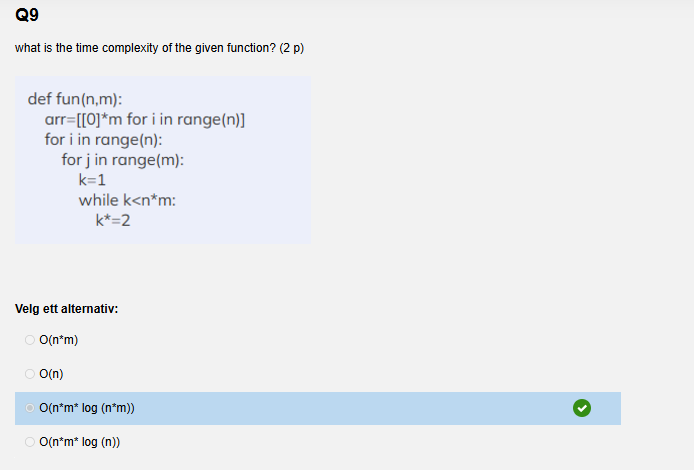 Q9
what is the time complexity of the given function? (2 p)
def fun(n,m):
arr=[[0]*m for i in range(n)]
for i in range(n):
for j in range(m):
k=1
while k<n*m:
k*=2
Velg ett alternativ:
O(n*m)
O(n)
O(n*m* log (n*m))
O(n*m* log (n))